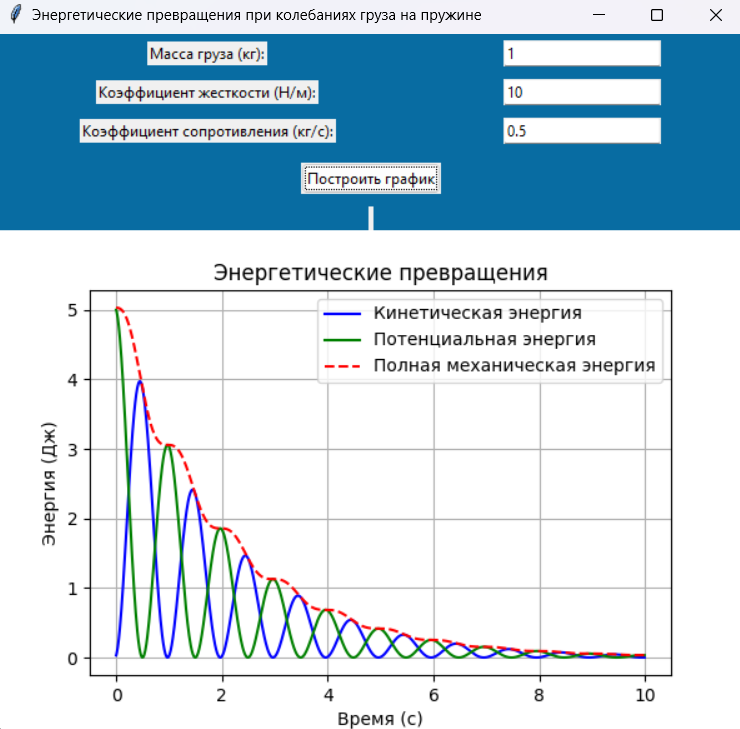 Энергетические превращения при колебаниях груза на пружине
Масса груза (кг): 1
Коэффициент жесткости (Н/м): 10
Коэффициент сопротивления (кг/с): 0.5
Построить график
Энергетические превращения
Кинетическая энергия
Потенциальная энергия
Полная механическая энергия
Энергия (Дж)
5
4
3
2
1
0
0 2 4 6 8 10
Время (с)